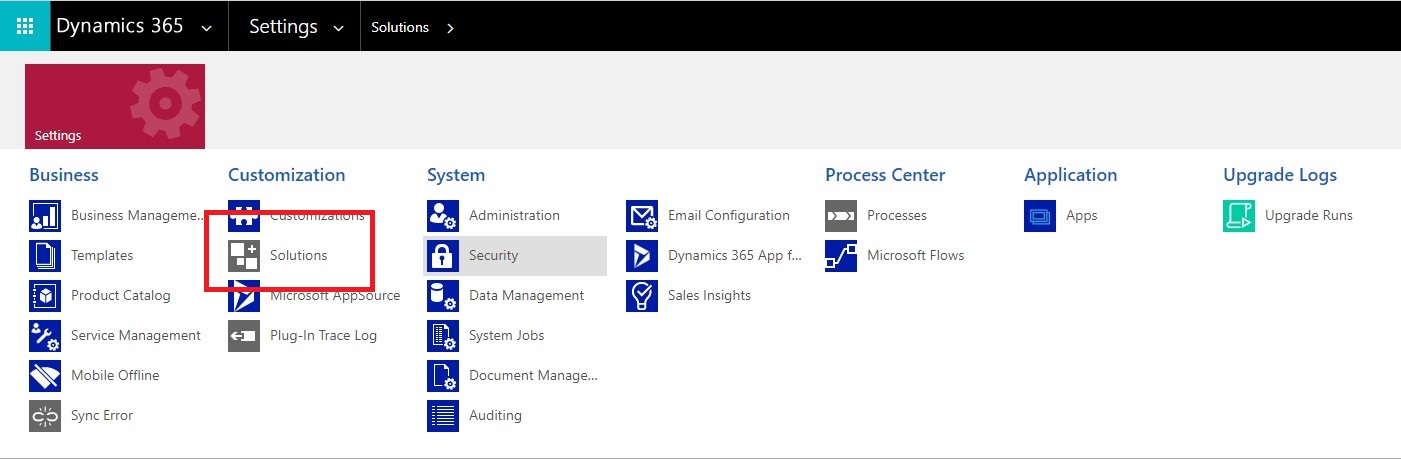 Dynamics 365
Settings
Solutions
Settings
Business
Business Manageme...
Templates
Product Catalog
Service Management
Mobile Offline
Sync Error
Customization
Customizations
Solutions
Microsoft AppSource
Plug-In Trace Log
System
Administration
Security
Data Management
System Jobs
Document Manage...
Auditing
Email Configuration
Dynamics 365 App f...
Sales Insights
Process Center
Processes
Microsoft Flows
Application
Apps
Upgrade Logs
Upgrade Runs